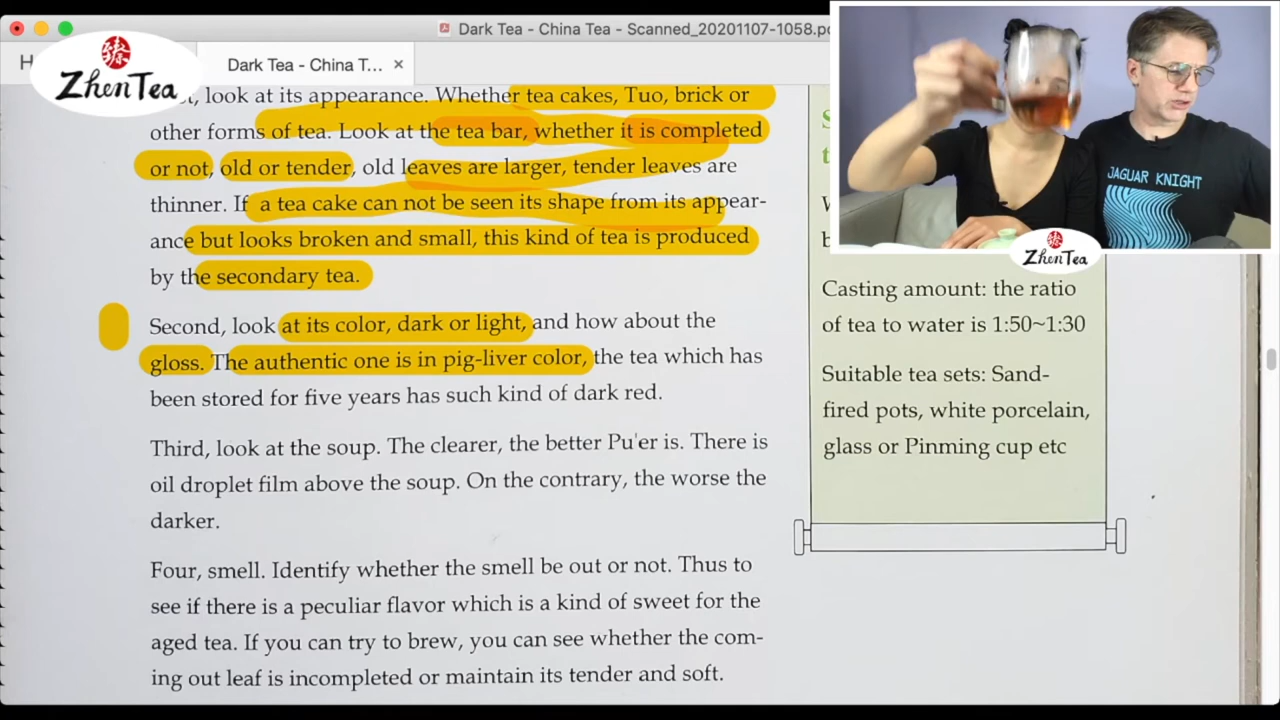 Dark Tea - China Tea - Scanned_20201107-1058.pd
臻
Zhen Tea
Dark Tea - China T... ×
look at its appearance. Whether tea cakes, Tuo, brick or
other forms of tea. Look at the tea bar, whether it is completed
or not, old or tender, old leaves are larger, tender leaves are
thinner. If a tea cake can not be seen its shape from its appear-
ance but looks broken and small, this kind of tea is produced
by the secondary tea.
Second, look at its color, dark or light, and how about the
gloss. The authentic one is in pig-liver color, the tea which has
been stored for five years has such kind of dark red.
Third, look at the soup. The clearer, the better Pu'er is. There is
oil droplet film above the soup. On the contrary, the worse the
darker.
Four, smell. Identify whether the smell be out or not. Thus to
see if there is a peculiar flavor which is a kind of sweet for the
aged tea. If you can try to brew, you can see whether the com-
ing out leaf is incompleted or maintain its tender and soft.
JAGUAR KNIGHT
臻
Zhen Tea
Casting amount: the ratio
of tea to water is 1:50~1:30
Suitable tea sets: Sand-
fired pots, white porcelain,
glass or Pinming cup etc